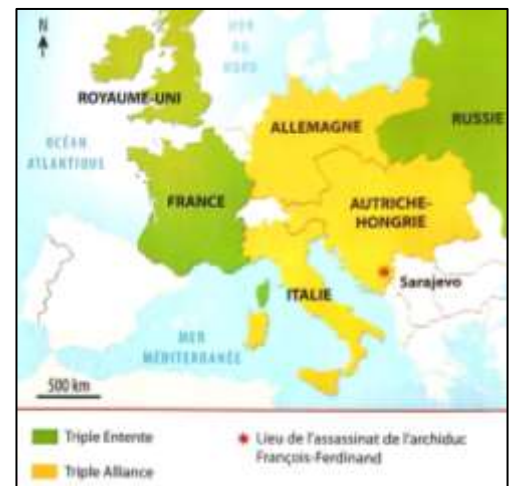 N
MER
DU
NORD
ROYAUME-UNI
ALLEMAGNE
RUSSIE
OCÉAN
ATLANTIQUE
FRANCE
AUTRICHE-
HONGRIE
Sarajevo
ITALIE
MER
MÉDITERRANÉE
500 km
Triple Entente
Lieu de l'assassinat de l'archiduc
François-Ferdinand
Triple Alliance